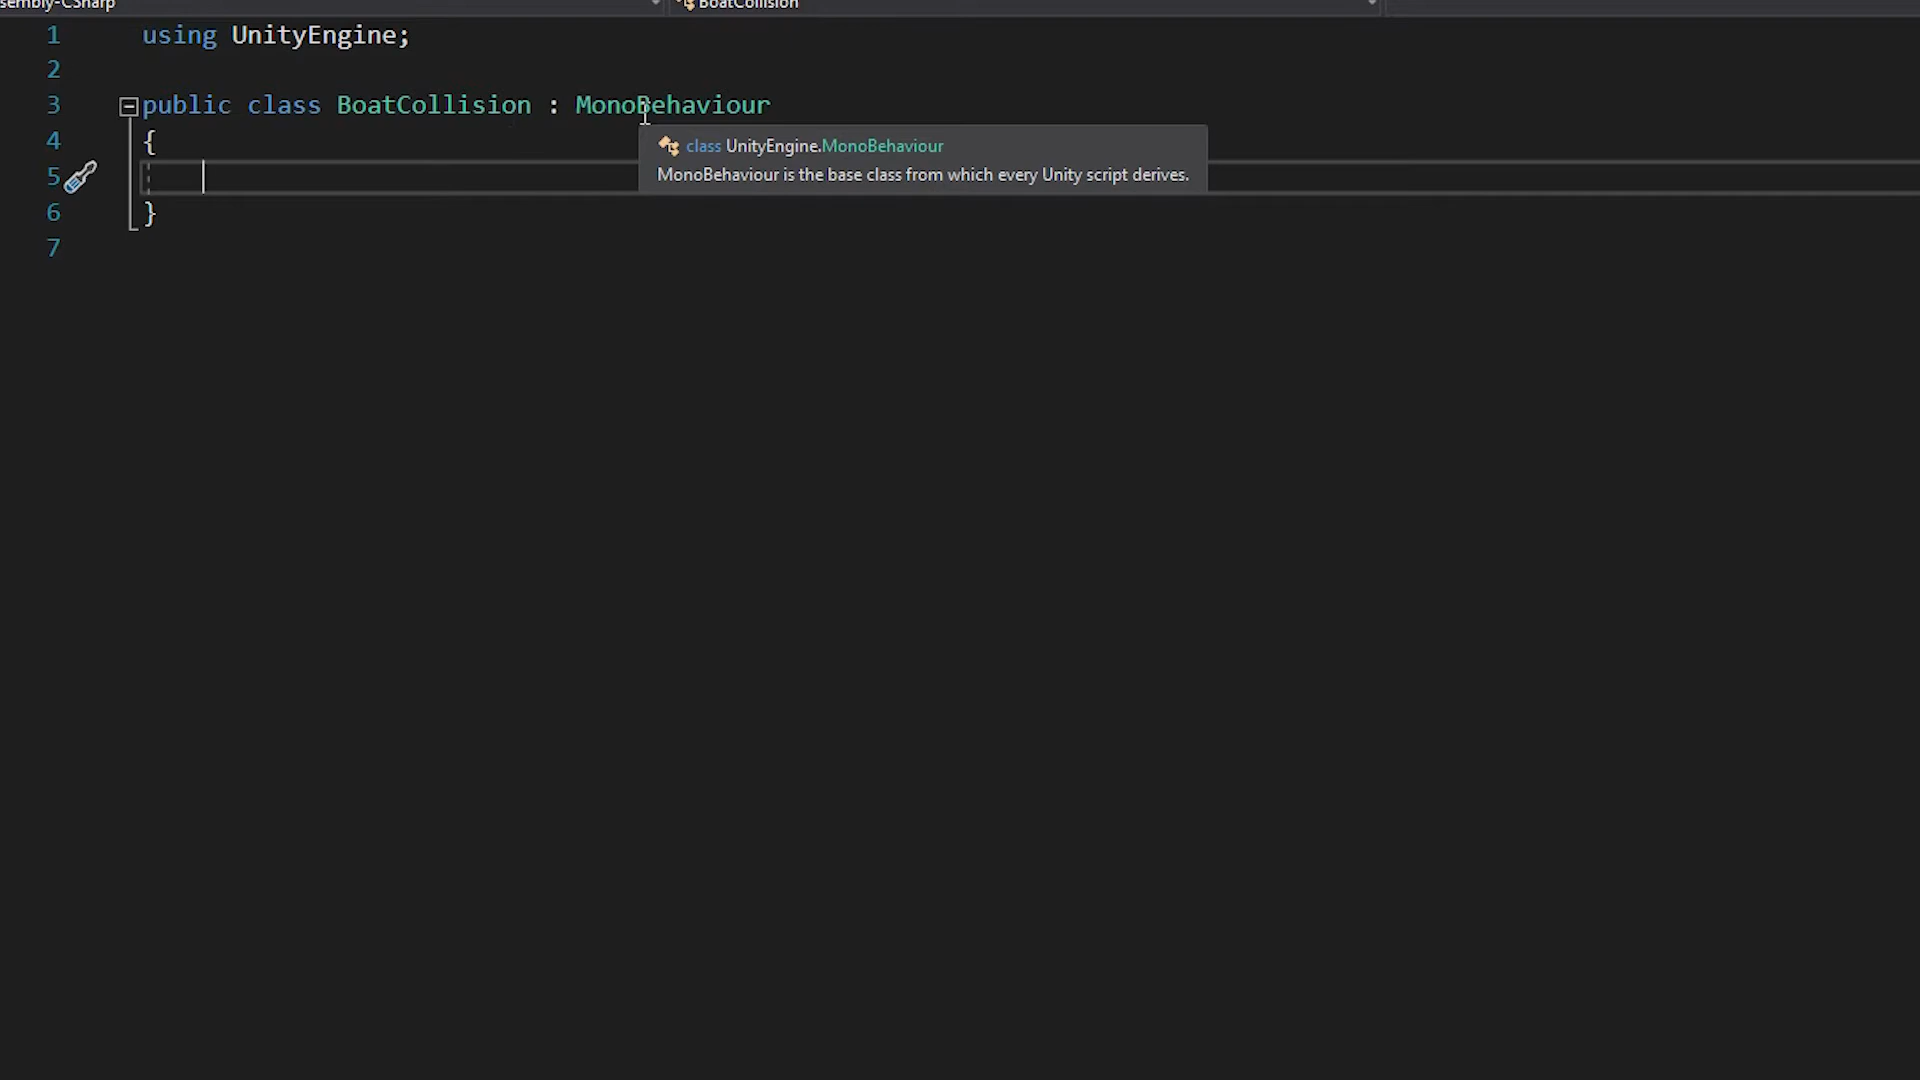 sembly-CSharp BoatCollision
1 using UnityEngine;
2
3 public class BoatCollision : MonoBehaviour
4 {
class UnityEngine.MonoBehaviour
5
MonoBehaviour is the base class from which every Unity script derives.
6 }
7